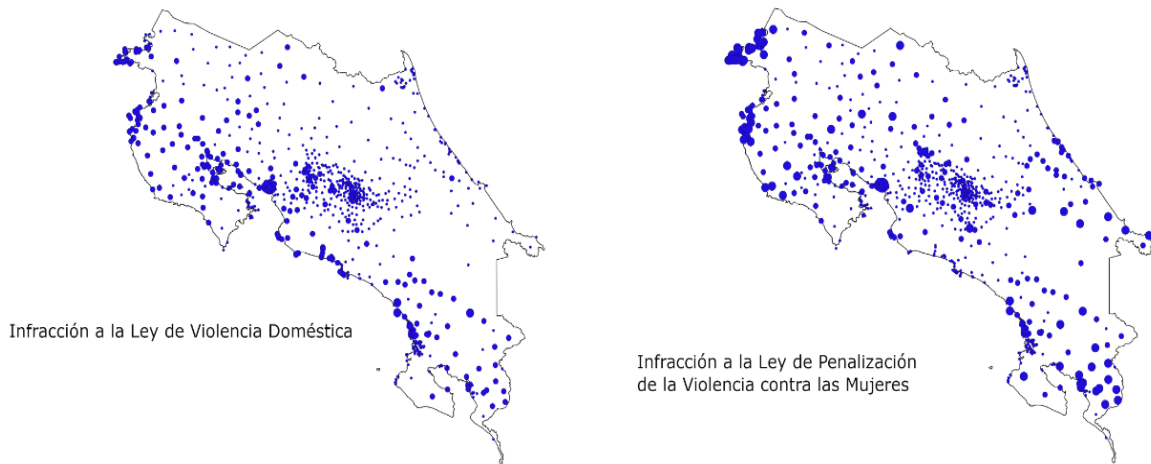 Infracción a la Ley de Violencia Doméstica
Infracción a la Ley de Penalización
de la Violencia contra las Mujeres